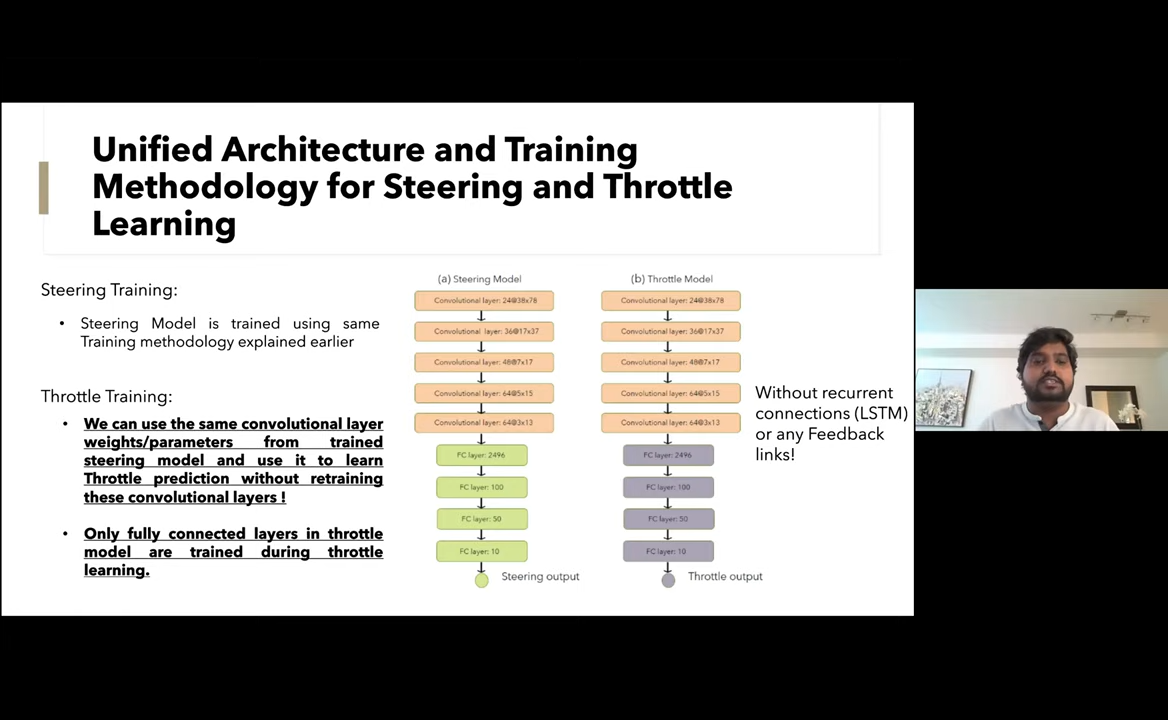 Unified Architecture and Training
Methodology for Steering and Throttle
Learning
Steering Training:
• Steering Model is trained using same
Training methodology explained earlier
Throttle Training:
• We can use the same convolutional layer
weights/parameters from trained
steering model and use it to learn
Throttle prediction without retraining
these convolutional layers !
• Only fully connected layers in throttle
model are trained during throttle
learning.
(a) Steering Model
Convolutional layer: 24@38x78
Convolutional layer: 36@17x37
Convolutional layer: 48@7x17
Convolutional layer: 64@5x15
Convolutional layer: 64@3x13
FC layer: 2496
FC layer: 100
FC layer: 50
FC layer: 10
Steering output
(b) Throttle Model
Convolutional layer: 24@38x78
Convolutional layer: 36@17x37
Convolutional layer: 48@7x17
Convolutional layer: 64@5x15
Convolutional layer: 64@3x13
FC layer: 2496
FC layer: 100
FC layer: 50
FC layer: 10
Throttle output
Without recurrent
connections (LSTM)
or any Feedback
links!